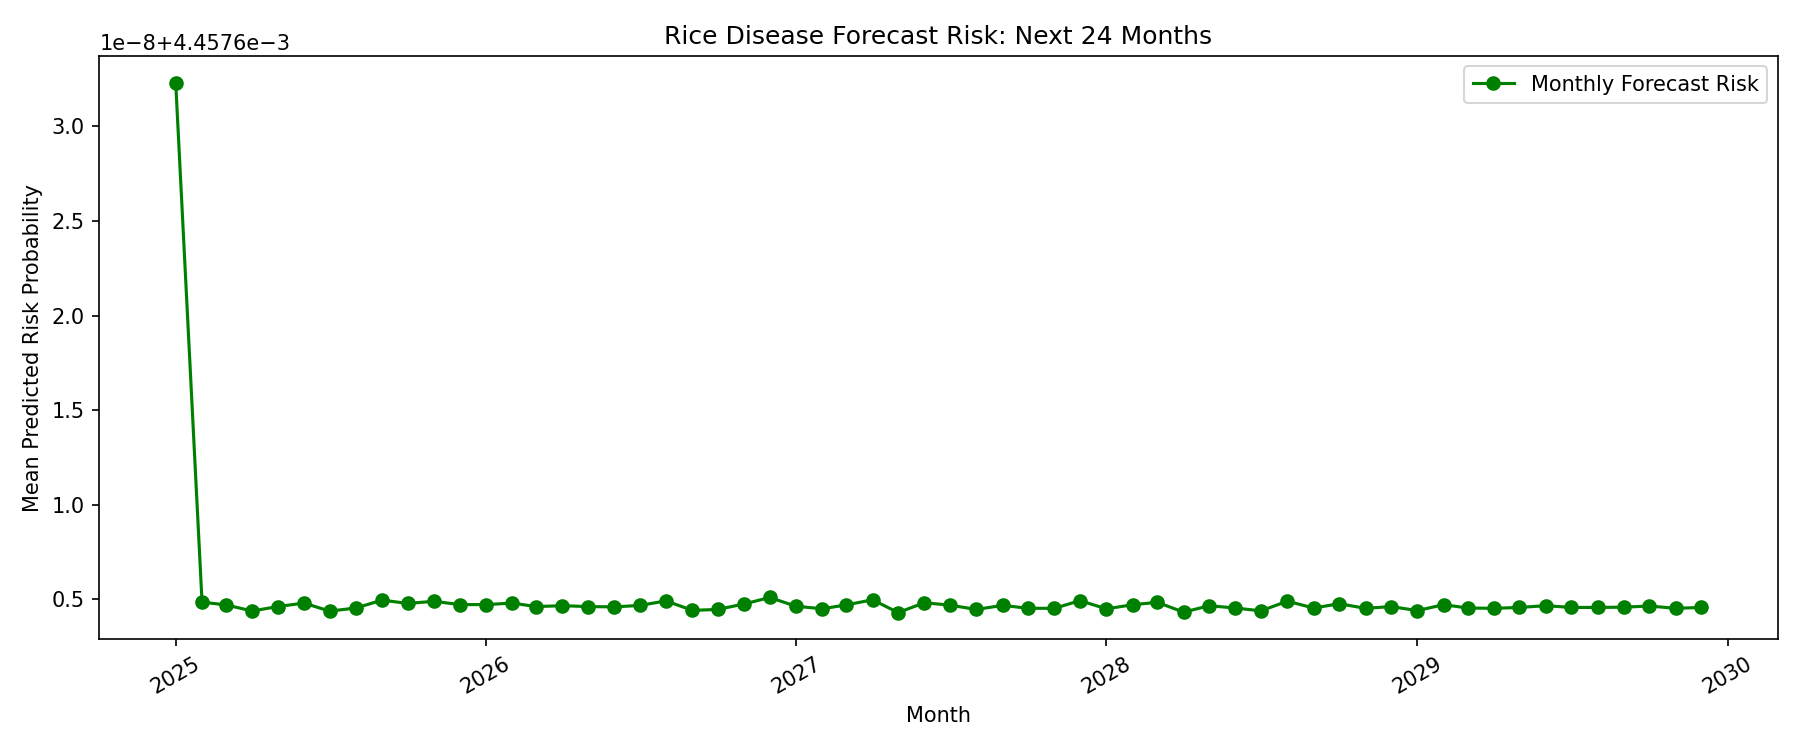 Rice Disease Forecast Risk: Next 24 Months
1e−8+4.4576e−3
Monthly Forecast Risk
3.0
2.5
2.0
1.5
1.0
0.5
Mean Predicted Risk Probability
2025
2026
2027
2028
2029
2030
Month